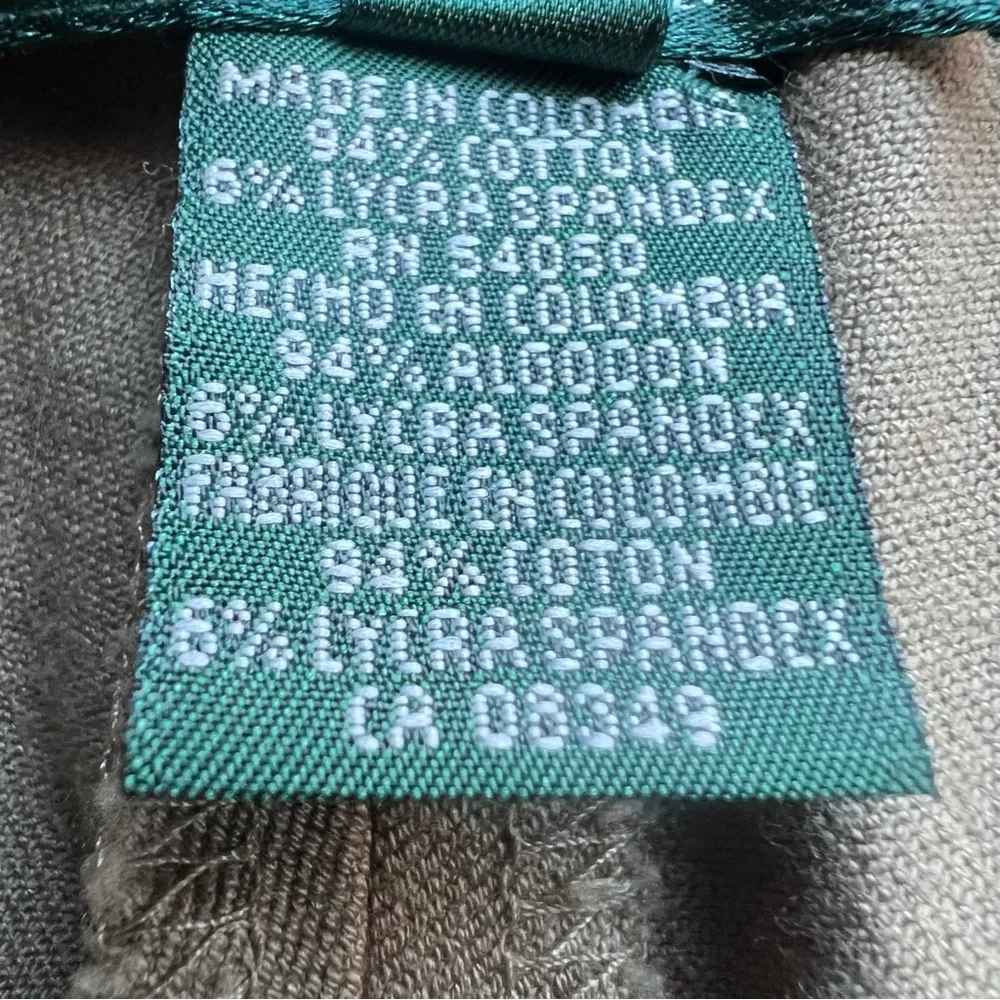 MADE IN COLOMBIA
94% COTTON
6% LYCRA SPANDEX
RN 54050
HECHO EN COLOMBIA
94% ALGODON
6% LYCRA SPANDEX
FABRIQUE EN COLOMBIE
94% COTON
6% LYCRA SPANDEX
CA 08349